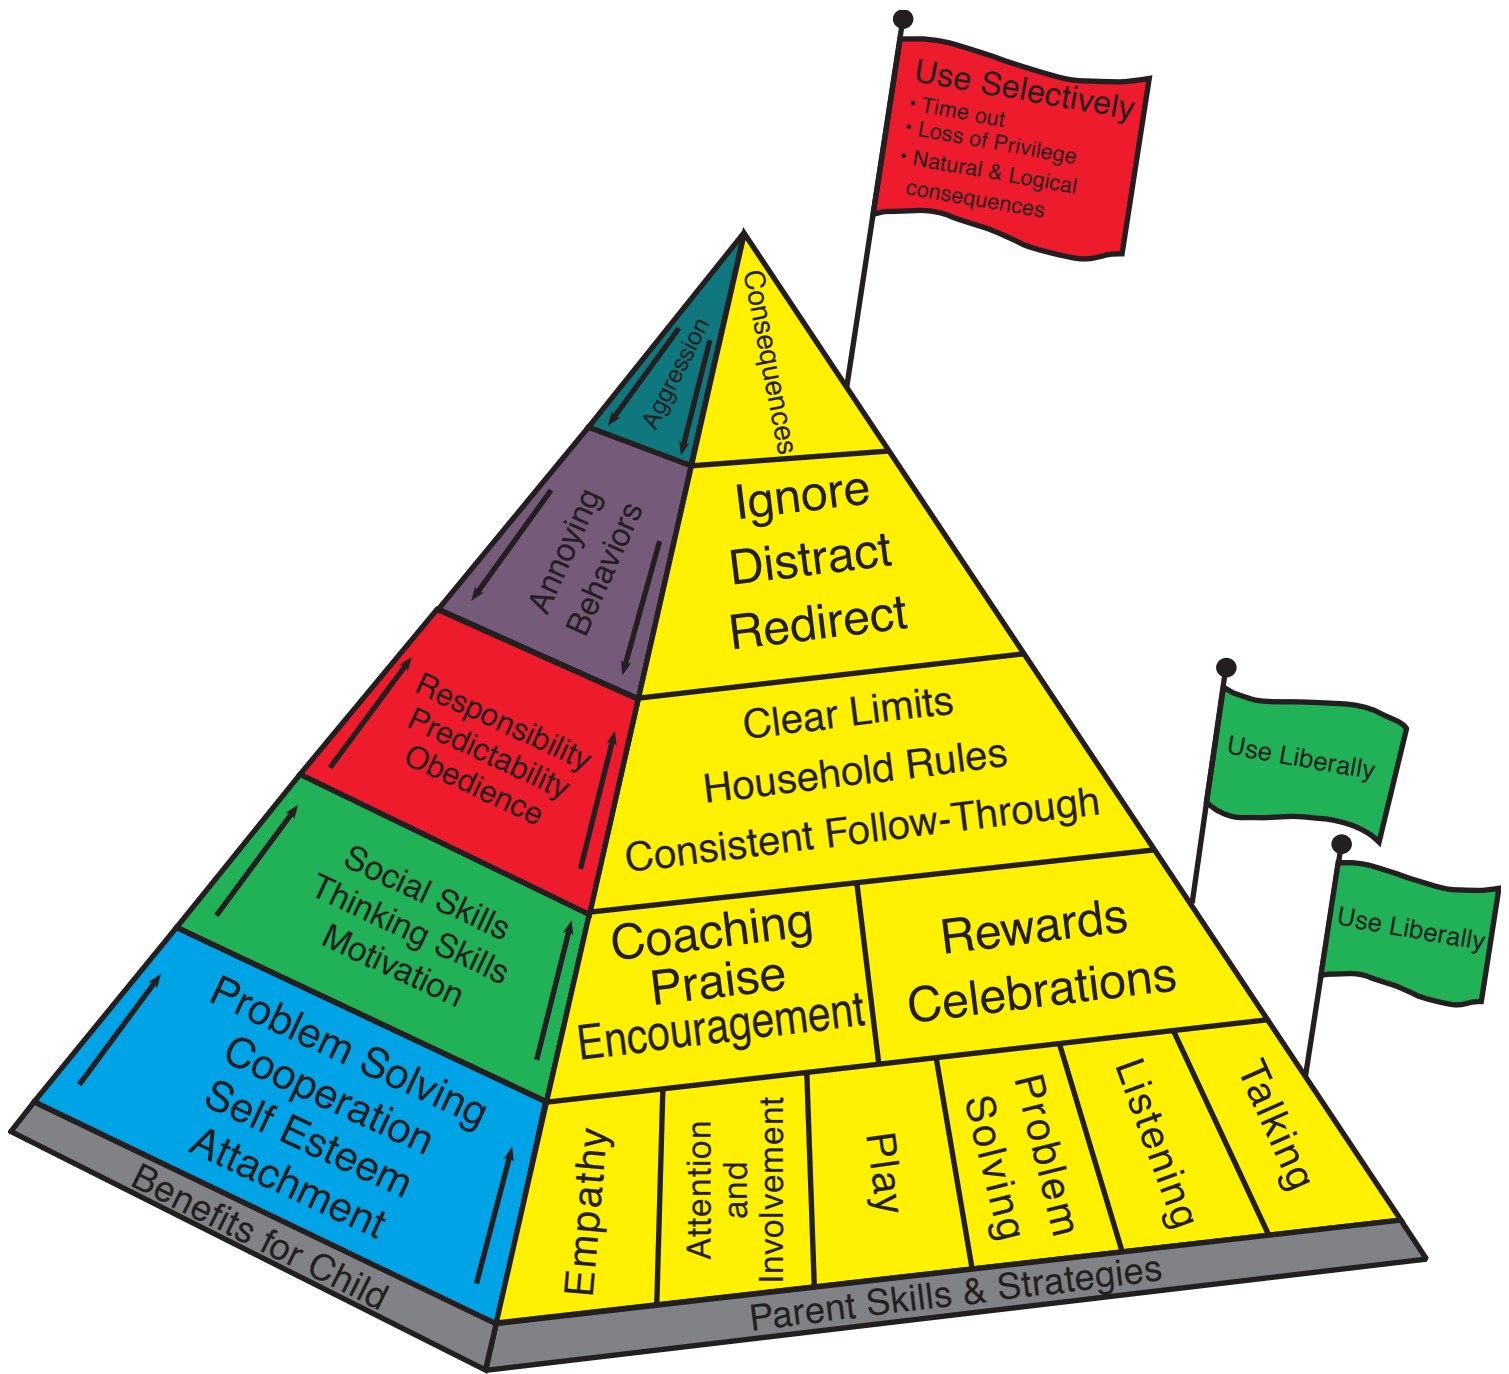 Use Selectively
• Time out
• Loss of Privilege
• Natural & Logical
consequences
Aggression
Consequences
Annoying
Behaviors
Ignore
Distract
Redirect
Responsibility
Predictability
Obedience
Clear Limits
Household Rules
Consistent Follow-Through
Use Liberally
Social Skills
Thinking Skills
Motivation
Coaching
Praise
Encouragement
Rewards
Celebrations
Use Liberally
Problem Solving
Cooperation
Self Esteem
Attachment
Empathy
Attention
and
Involvement
Play
Problem
Solving
Listening
Talking
Benefits for Child
Parent Skills & Strategies